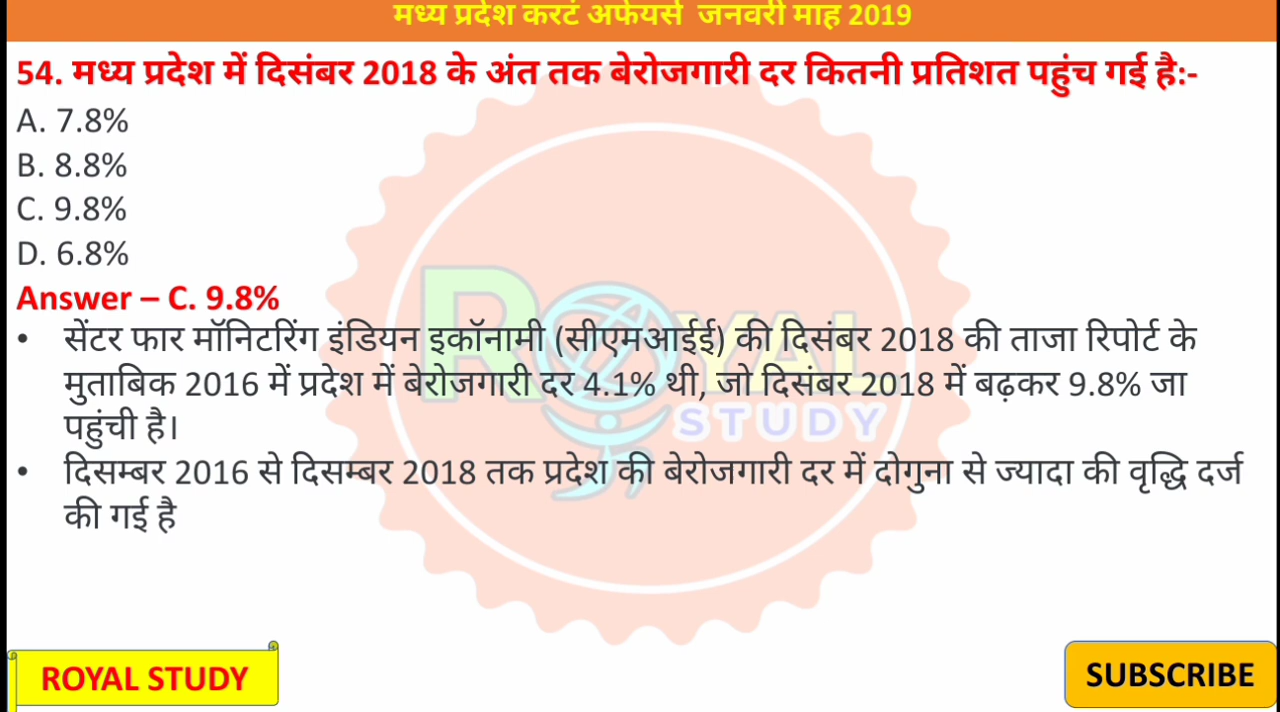 मध्य प्रदेश करटं अफेयर्स जनवरी माह 2019
54. मध्य प्रदेश में दिसंबर 2018 के अंत तक बेरोजगारी दर कितनी प्रतिशत पहुंच गई है:-
A. 7.8%
B. 8.8%
C. 9.8%
D. 6.8%
Answer – C. 9.8%
• सेंटर फार मॉनिटरिंग इंडियन इकॉनामी (सीएमआईई) की दिसंबर 2018 की ताजा रिपोर्ट के
मुताबिक 2016 में प्रदेश में बेरोजगारी दर 4.1% थी, जो दिसंबर 2018 में बढ़कर 9.8% जा
पहुंची है।
• दिसम्बर 2016 से दिसम्बर 2018 तक प्रदेश की बेरोजगारी दर में दोगुना से ज्यादा की वृद्धि दर्ज
की गई है
ROYAL
STUDY
ROYAL STUDY
SUBSCRIBE